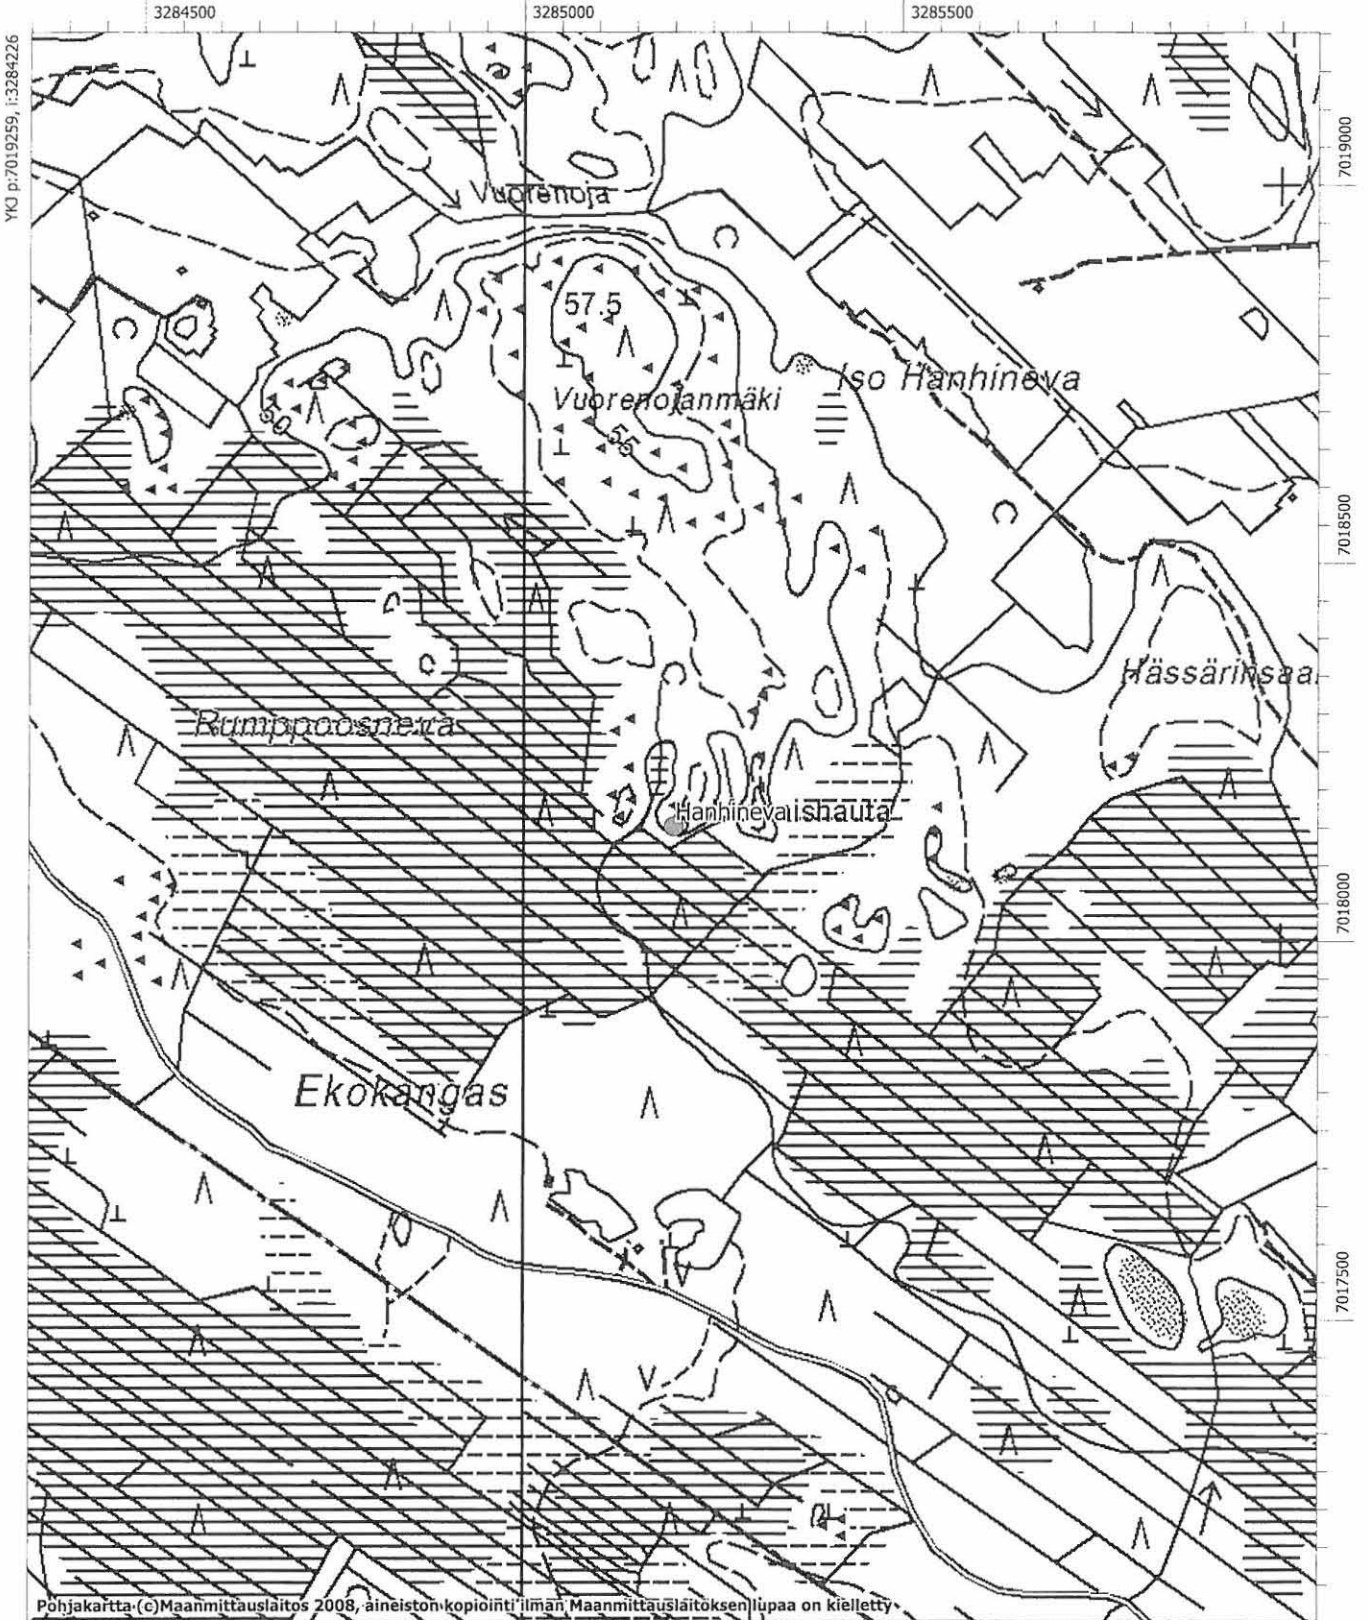 3284500
3285000
3285500
YKJ p:7019259, i:3284226
7019000
Vuorenoja
57.5
Iso Hanhineva
Vuorenojanmäki
50
55
7018500
Hässärinsaa
Rumppoosneva
Hanhinevaishauta
7018000
Ekokangas
7017500
Pohjakartta (c)Maanmittauslaitos 2008, aineiston kopiointi ilman Maanmittauslaitoksen lupaa on kielletty